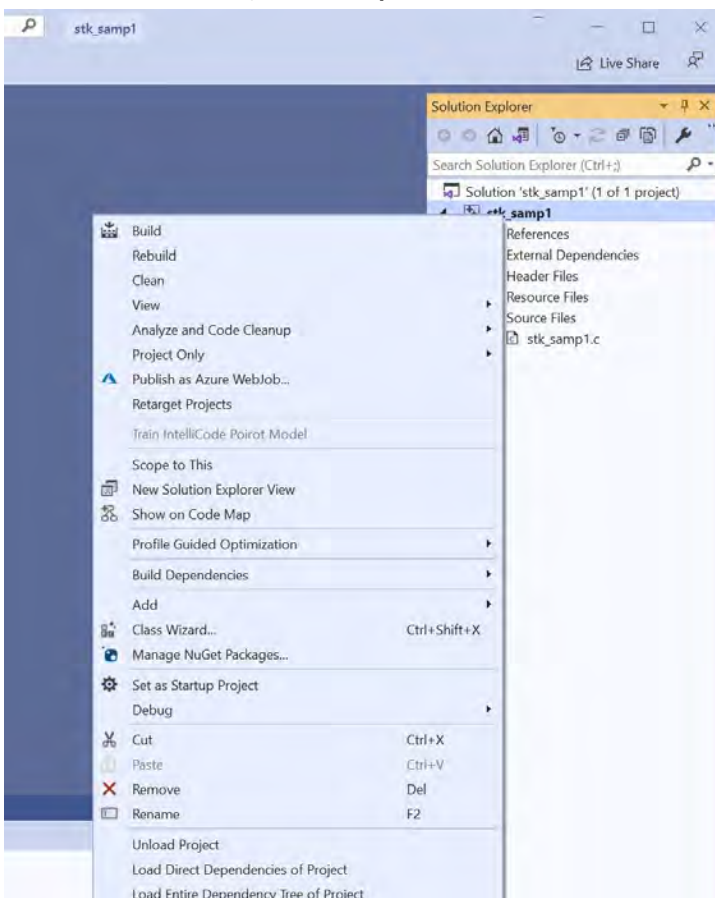 stk_samp1
Live Share
Solution Explorer
Search Solution Explorer (Ctrl+;)
Solution 'stk_samp1' (1 of 1 project)
stk_samp1
References
External Dependencies
Header Files
Resource Files
Source Files
stk_samp1.c
Build
Rebuild
Clean
View
Analyze and Code Cleanup
Project Only
Publish as Azure WebJob...
Retarget Projects
Train IntelliCode Poirot Model
Scope to This
New Solution Explorer View
Show on Code Map
Profile Guided Optimization
Build Dependencies
Add
Class Wizard... Ctrl+Shift+X
Manage NuGet Packages...
Set as Startup Project
Debug
Cut Ctrl+X
Paste Ctrl+V
Remove Del
Rename F2
Unload Project
Load Direct Dependencies of Project
Load Entire Dependency Tree of Project